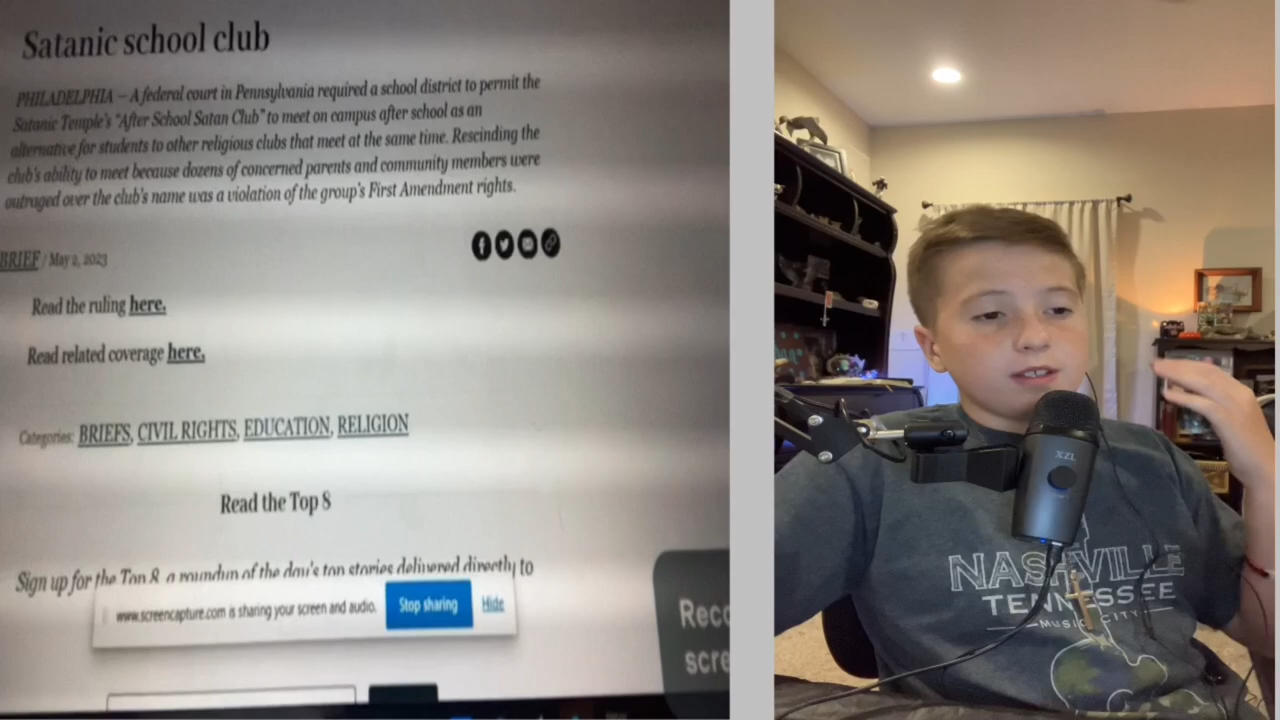 Satanic school club
PHILADELPHIA – A federal court in Pennsylvania required a school district to permit the
Satanic Temple's "After School Satan Club" to meet on campus after school as an
alternative for students to other religious clubs that meet at the same time. Rescinding the
club's ability to meet because dozens of concerned parents and community members were
outraged over the club's name was a violation of the group's First Amendment rights.
BRIEF / May 2, 2023
Read the ruling here.
Read related coverage here.
Categories: BRIEFS, CIVIL RIGHTS, EDUCATION, RELIGION
Read the Top 8
Sign up for the Top 8, a roundup of the day's top stories delivered directly to
www.screencapture.com is sharing your screen and audio.
Stop sharing
Hide
Reco
scre
XZL
NASHVILLE
TENNESSEE
MUSIC CITY